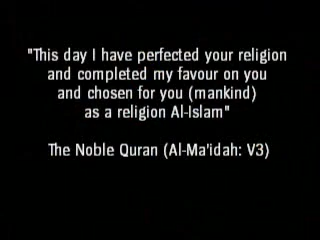 "This day I have perfected your religion
and completed my favour on you
and chosen for you (mankind)
as a religion Al-Islam"
The Noble Quran (Al-Ma'idah: V3)